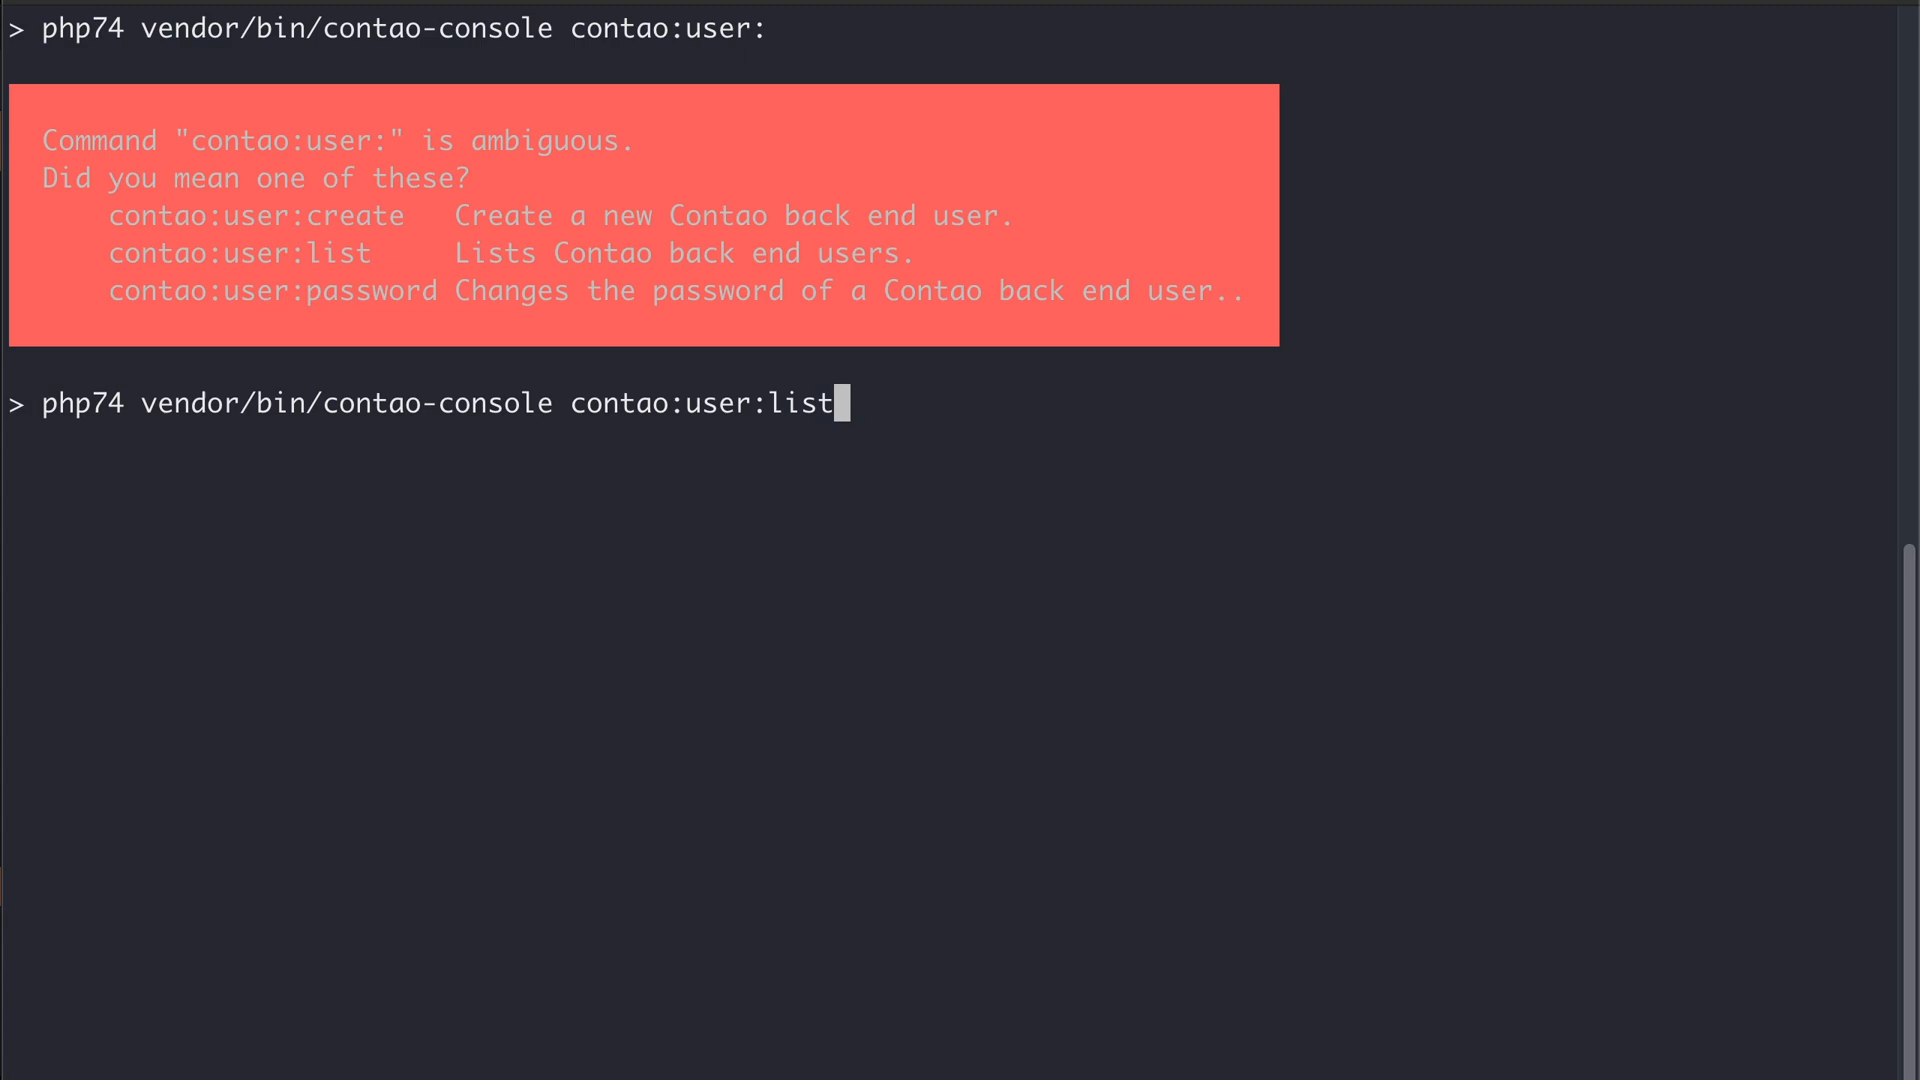 > php74 vendor/bin/contao-console contao:user:
Command "contao:user:" is ambiguous.
Did you mean one of these?
contao:user:create   Create a new Contao back end user.
contao:user:list     Lists Contao back end users.
contao:user:password Changes the password of a Contao back end user..
> php74 vendor/bin/contao-console contao:user:list